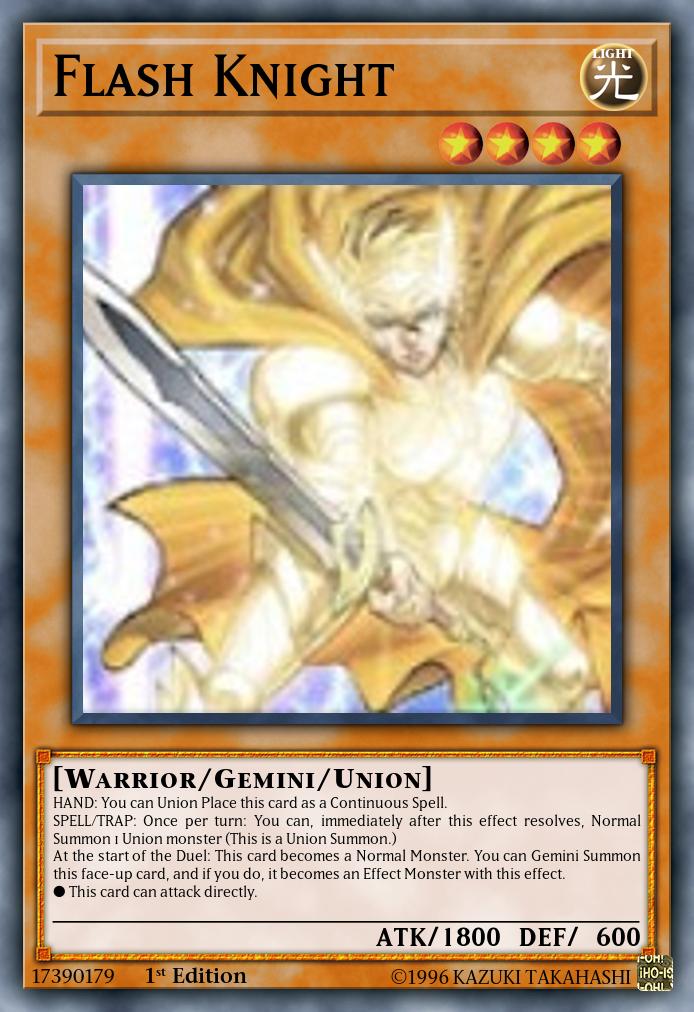 Flash Knight
LIGHT
光
[Warrior/Gemini/Union]
HAND: You can Union Place this card as a Continuous Spell.
SPELL/TRAP: Once per turn: You can, immediately after this effect resolves, Normal
Summon 1 Union monster (This is a Union Summon.)
At the start of the Duel: This card becomes a Normal Monster. You can Gemini Summon
this face-up card, and if you do, it becomes an Effect Monster with this effect.
● This card can attack directly.
ATK/1800 DEF/ 600
17390179 1st Edition ©1996 KAZUKI TAKAHASHI